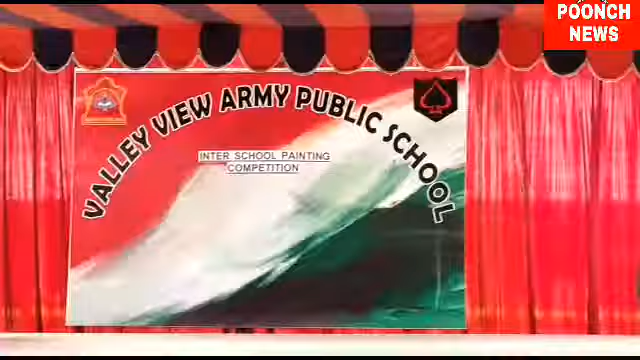 POONCH
NEWS
VALLEY VIEW ARMY PUBLIC SCHOOL
INTER SCHOOL PAINTING
COMPETITION